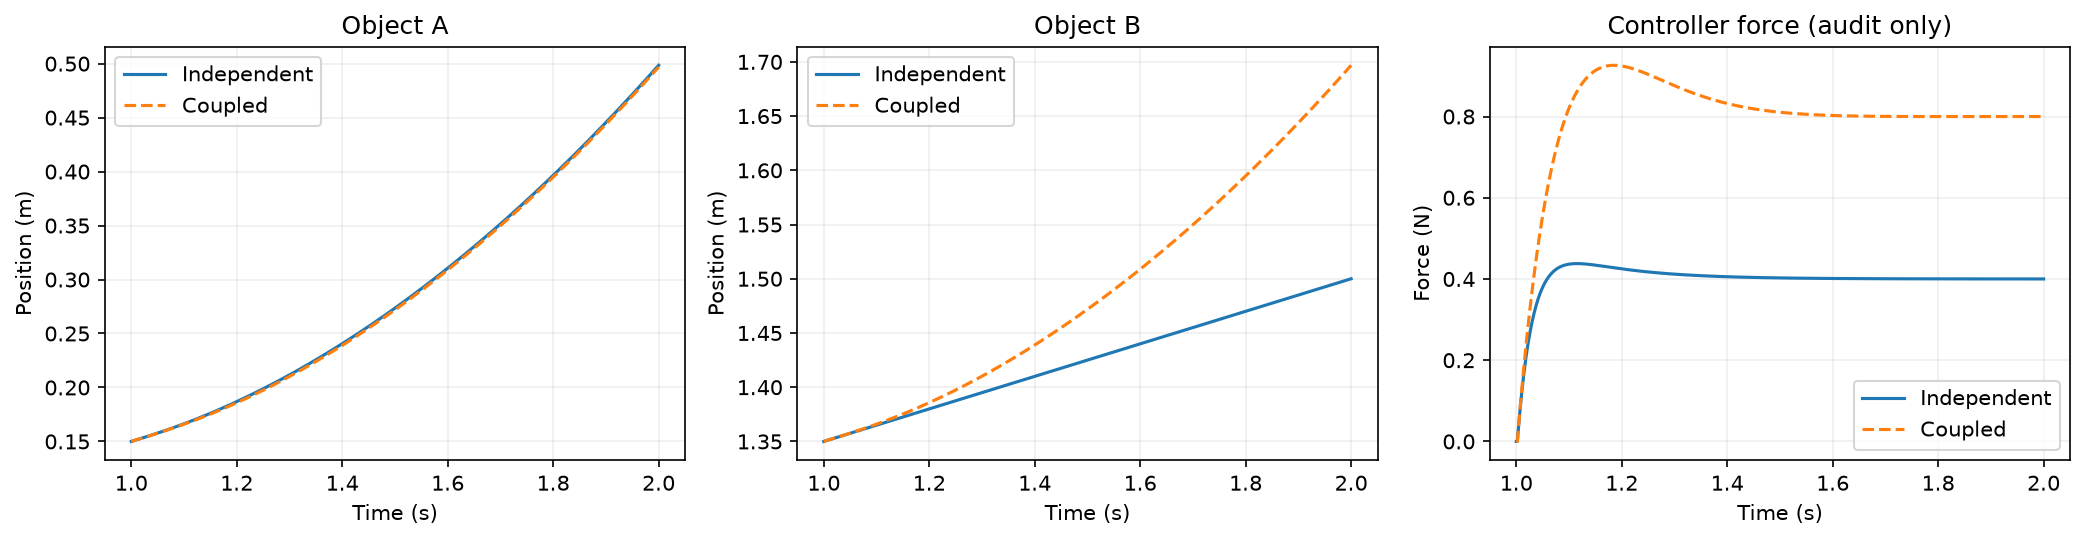 Object A
Independent
Coupled
Position (m)
0.50
0.45
0.40
0.35
0.30
0.25
0.20
0.15
1.0 1.2 1.4 1.6 1.8 2.0
Time (s)
Object B
Independent
Coupled
Position (m)
1.70
1.65
1.60
1.55
1.50
1.45
1.40
1.35
1.0 1.2 1.4 1.6 1.8 2.0
Time (s)
Controller force (audit only)
Force (N)
0.8
0.6
0.4
0.2
0.0
Independent
Coupled
1.0 1.2 1.4 1.6 1.8 2.0
Time (s)